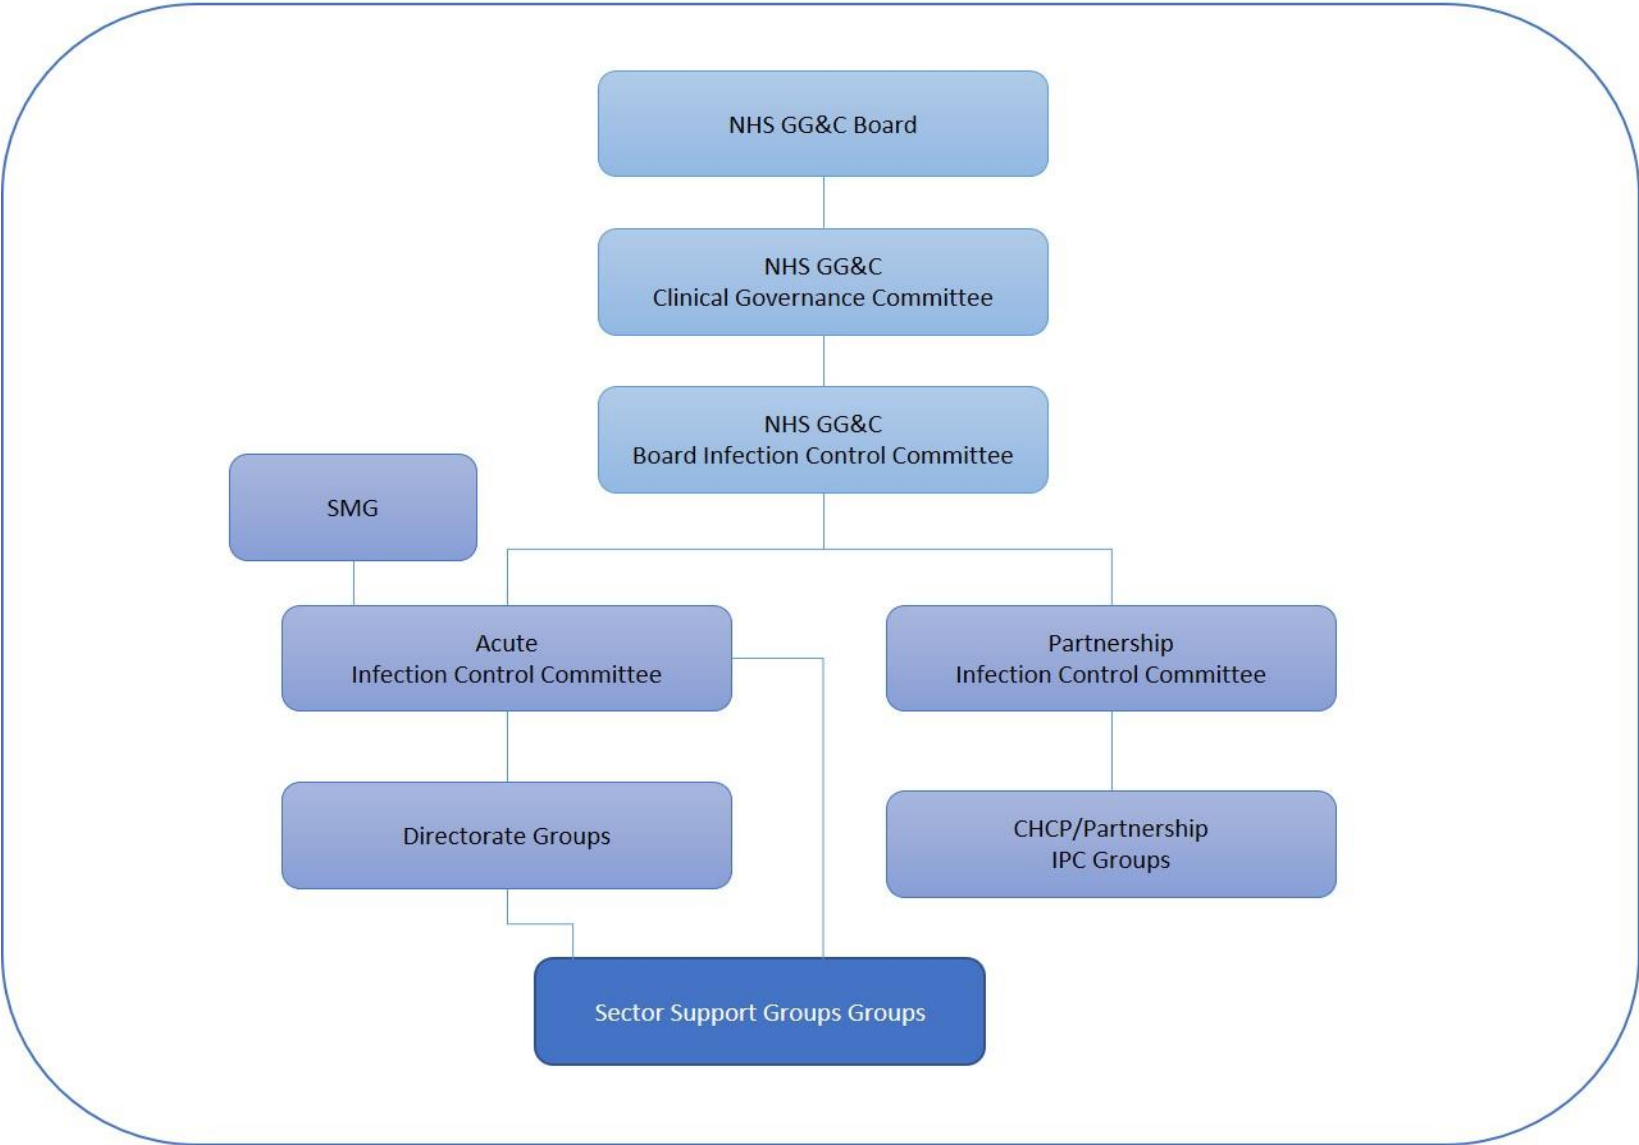 NHS GG&C Board
NHS GG&C
Clinical Governance Committee
NHS GG&C
Board Infection Control Committee
SMG
Acute
Infection Control Committee
Partnership
Infection Control Committee
Directorate Groups
CHCP/Partnership
IPC Groups
Sector Support Groups Groups